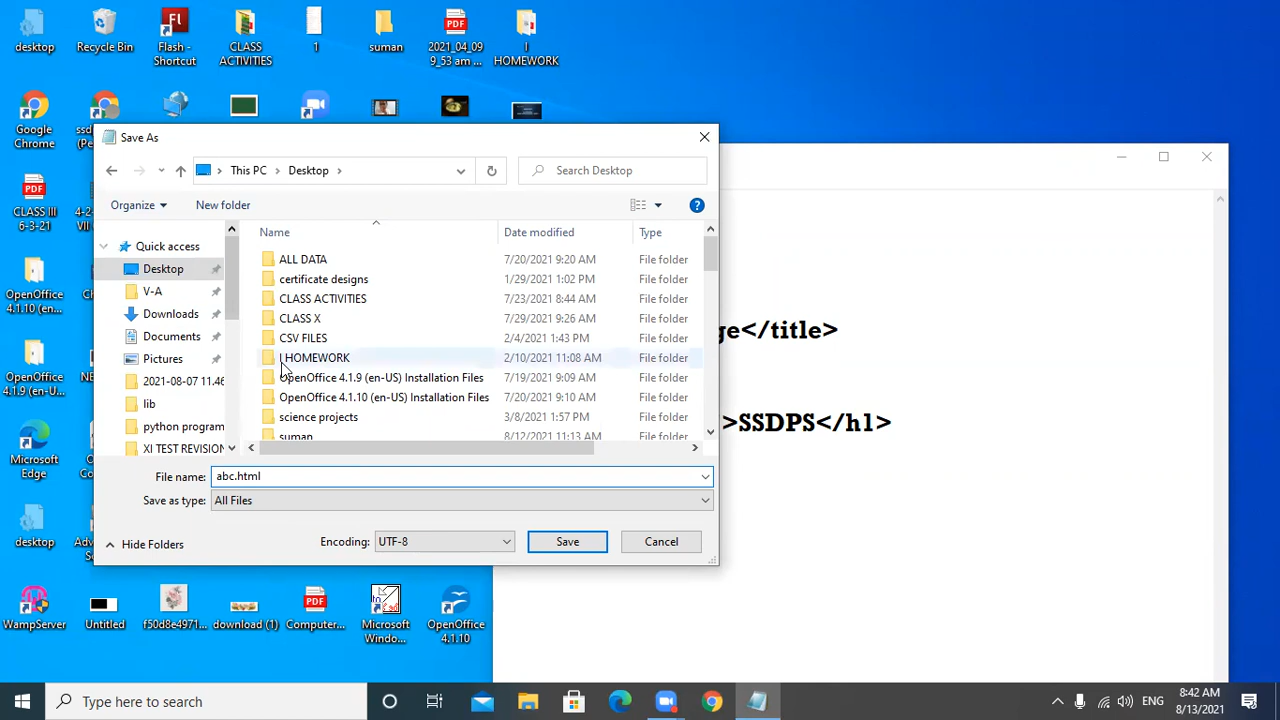 desktop
Recycle Bin
Flash -
Shortcut
CLASS
ACTIVITIES
1
suman
2021_04_09
9_53 am ...
I
HOMEWORK
Google
Chrome
ssd
(Pe
CLASS III
6-3-21
4-2
VII
OpenOffice
4.1.10 (en...
OpenOffice
4.1.9 (en-US)
Microsoft
Edge
desktop
Save As
This PC > Desktop >
Search Desktop
Organize
New folder
Name
Date modified
Type
Quick access
Desktop
V-A
Downloads
Documents
Pictures
2021-08-07 11.46
lib
python program
XI TEST REVISION
ALL DATA 7/20/2021 9:20 AM File folder
certificate designs 1/29/2021 1:02 PM File folder
CLASS ACTIVITIES 7/23/2021 8:44 AM File folder
CLASS X 7/29/2021 9:26 AM File folder
CSV FILES 2/4/2021 1:43 PM File folder
I HOMEWORK 2/10/2021 11:08 AM File folder
OpenOffice 4.1.9 (en-US) Installation Files 7/19/2021 9:09 AM File folder
OpenOffice 4.1.10 (en-US) Installation Files 7/20/2021 9:10 AM File folder
science projects 3/8/2021 1:57 PM File folder
suman 8/12/2021 11:13 AM File folder
File name: abc.html
Save as type: All Files
Hide Folders
Encoding: UTF-8
Save
Cancel
ge</title>
>SSDPS</h1>
WampServer
Untitled
f50d8e4971...
download (1)
Computer...
Microsoft
Windo...
OpenOffice
4.1.10
Type here to search
ENG
8:42 AM
8/13/2021